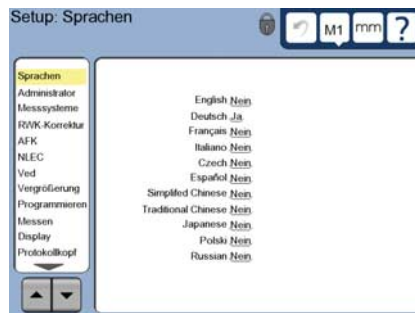 Setup: Sprachen
M1 mm ?
Sprachen
Administrator
Messsysteme
RWK-Korrektur
AFK
NLEC
Ved
Vergrößerung
Programmieren
Messen
Display
Protokollkopf
English Nein
Deutsch Ja
Français Nein
Italiano Nein
Czech Nein
Español Nein
Simplifed Chinese Nein
Traditional Chinese Nein
Japanese Nein
Polski Nein
Russian Nein